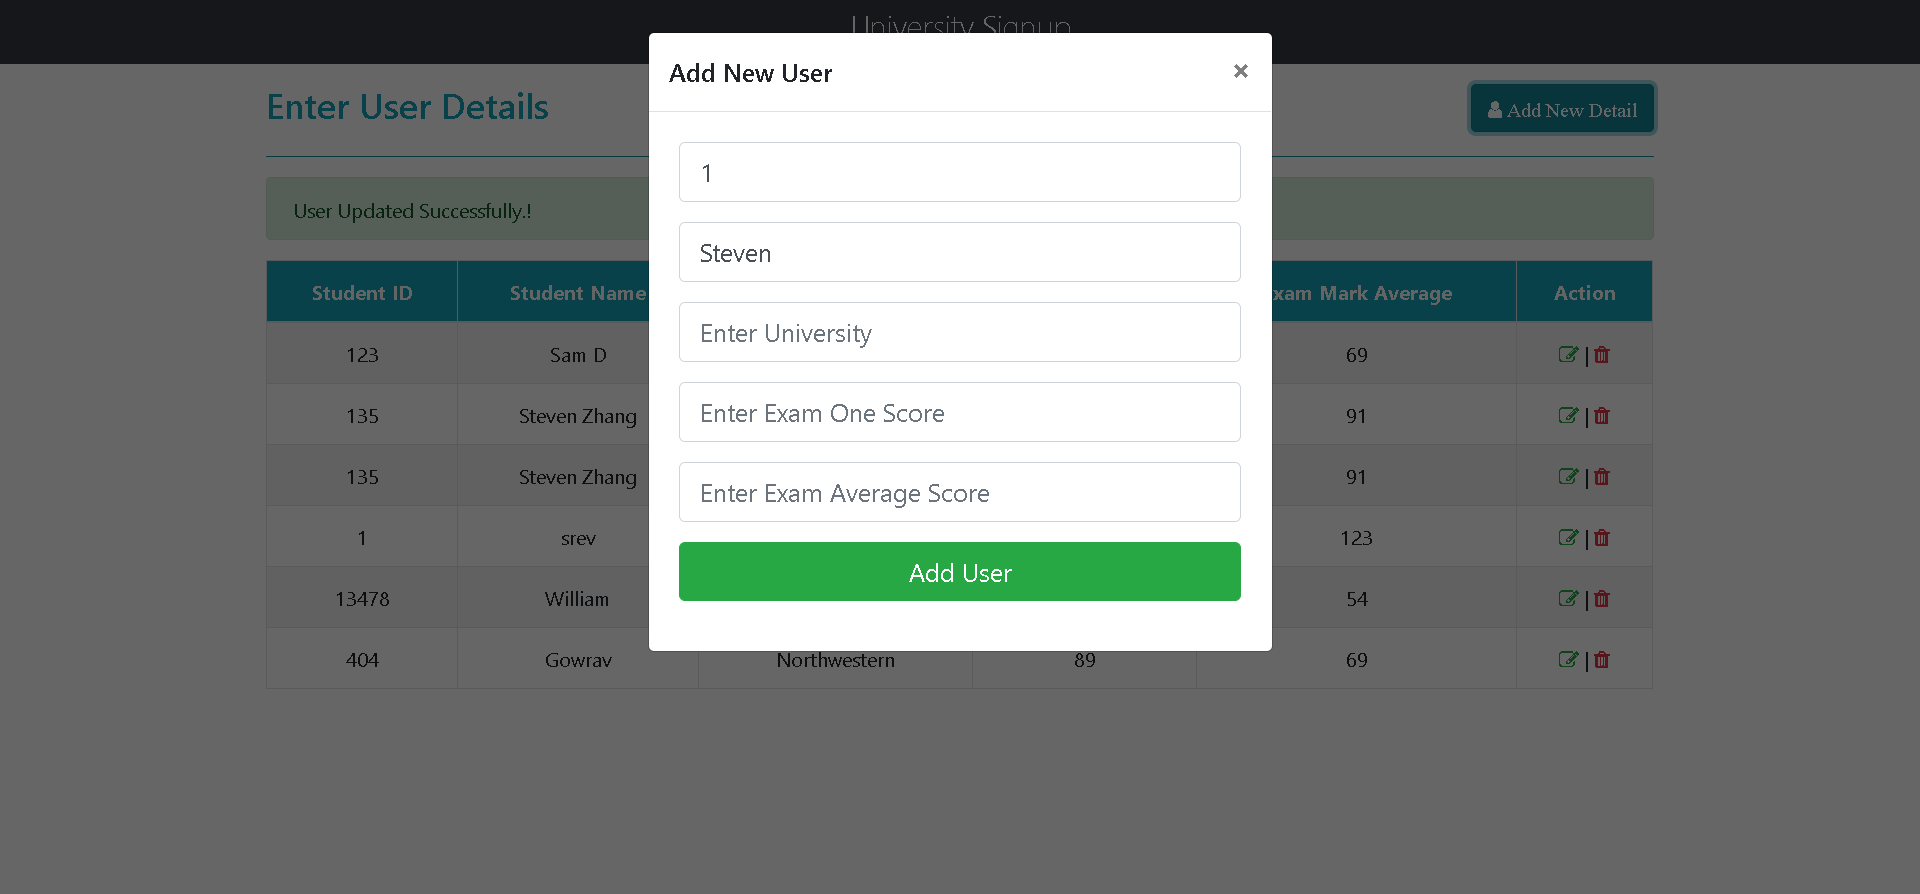 University Signup
Add New User ×
Enter User Details
Add New Detail
1
User Updated Successfully.!
Steven
Student ID Student Name xam Mark Average Action
Enter University
123 Sam D 69 |
Enter Exam One Score
135 Steven Zhang 91 |
135 Steven Zhang 91 |
Enter Exam Average Score
1 srev 123 |
Add User
13478 William 54 |
404 Gowrav Northwestern 89 69 |